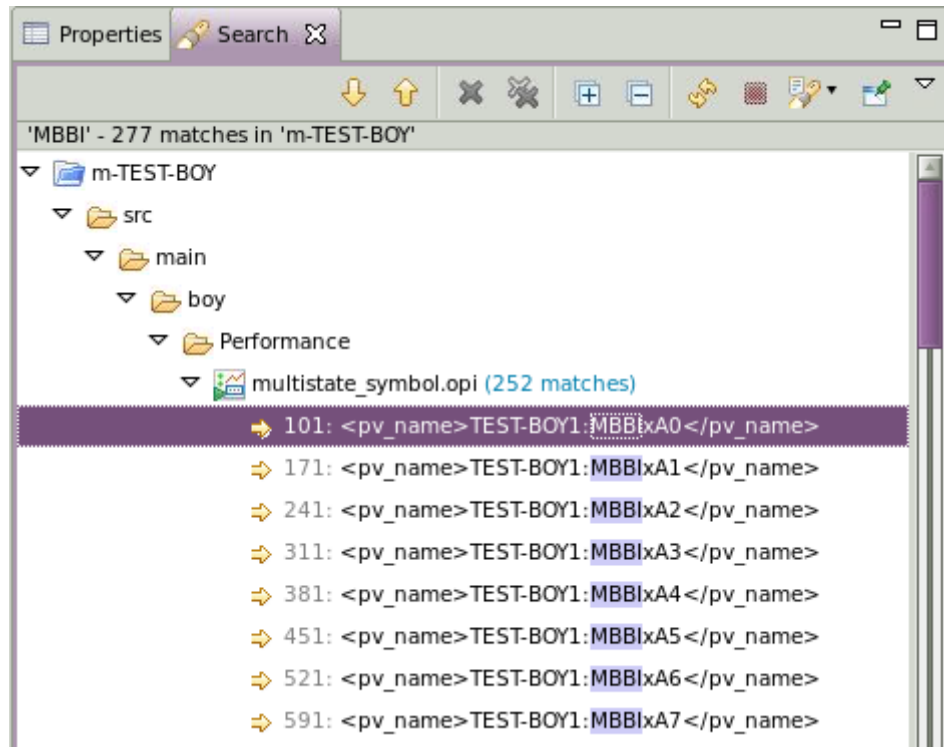 Properties Search
'MBBI' - 277 matches in 'm-TEST-BOY'
m-TEST-BOY
src
main
boy
Performance
multistate_symbol.opi (252 matches)
101: <pv_name>TEST-BOY1:MBBIxA0</pv_name>
171: <pv_name>TEST-BOY1:MBBIxA1</pv_name>
241: <pv_name>TEST-BOY1:MBBIxA2</pv_name>
311: <pv_name>TEST-BOY1:MBBIxA3</pv_name>
381: <pv_name>TEST-BOY1:MBBIxA4</pv_name>
451: <pv_name>TEST-BOY1:MBBIxA5</pv_name>
521: <pv_name>TEST-BOY1:MBBIxA6</pv_name>
591: <pv_name>TEST-BOY1:MBBIxA7</pv_name>